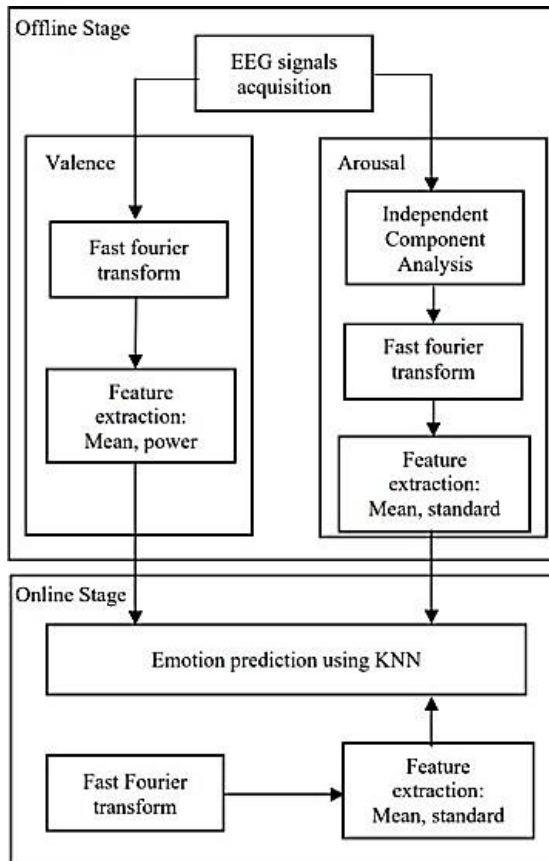 Offline Stage
EEG signals
acquisition
Valence
Fast fourier
transform
Feature
extraction:
Mean, power
Arousal
Independent
Component
Analysis
Fast fourier
transform
Feature
extraction:
Mean, standard
Online Stage
Emotion prediction using KNN
Fast Fourier
transform
Feature
extraction:
Mean, standard